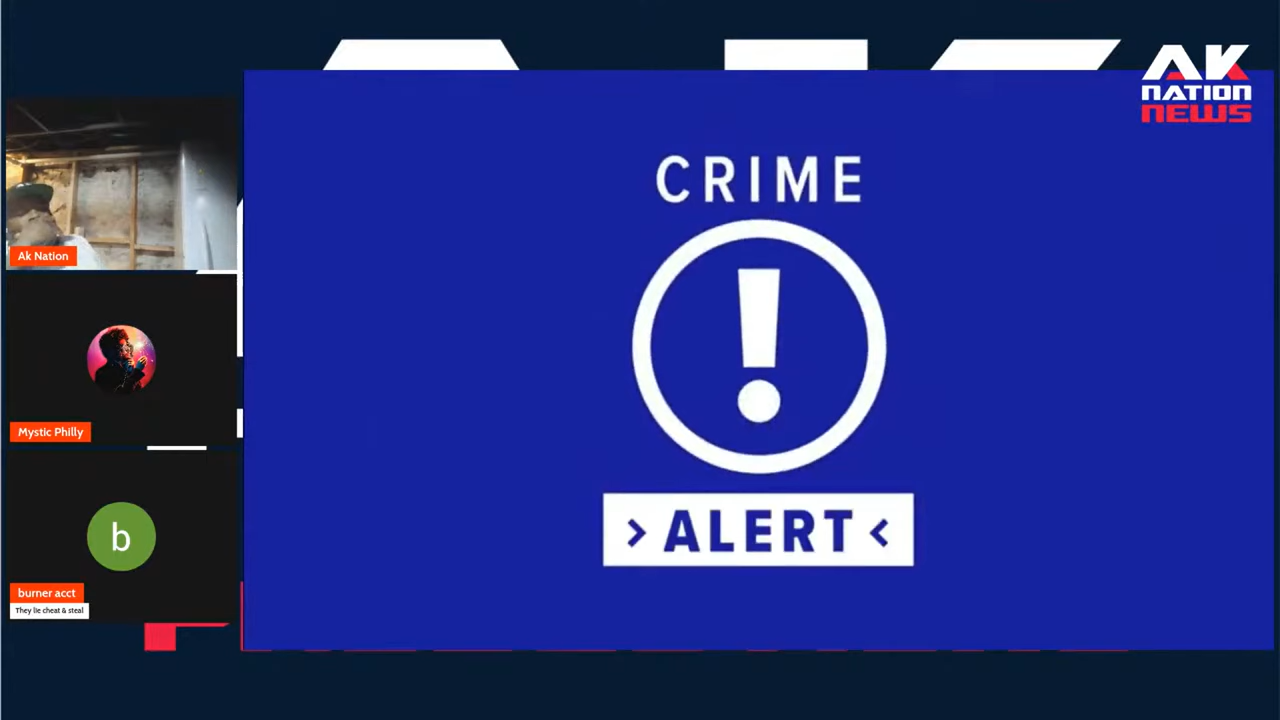 AK
NATION
NEWS
CRIME
!
> ALERT <
Ak Nation
Mystic Philly
b
burner acct
They lie cheat & steal